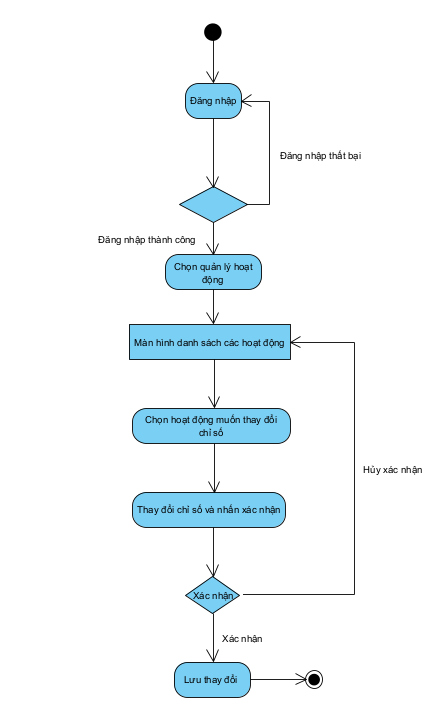 Đăng nhập
Đăng nhập thất bại
Đăng nhập thành công
Chọn quản lý hoạt
động
Màn hình danh sách các hoạt động
Chọn hoạt động muốn thay đổi
chỉ số
Hủy xác nhận
Thay đổi chỉ số và nhấn xác nhận
Xác nhận
Xác nhận
Lưu thay đổi